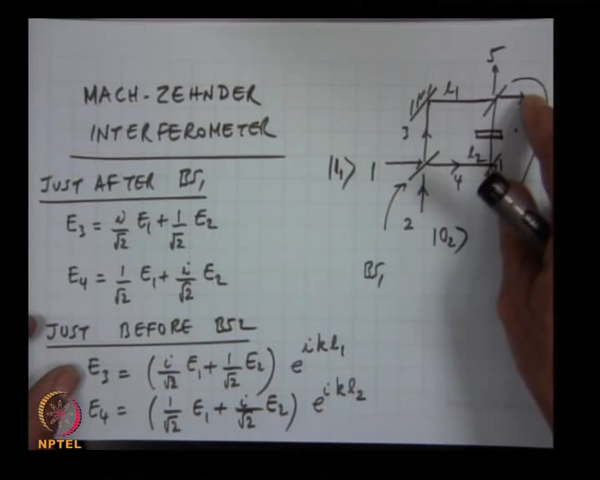 MACH-ZEHNDER
INTERFEROMETER
JUST AFTER BS₁
E₃ = i/√2 E₁ + 1/√2 E₂
E₄ = 1/√2 E₁ + i/√2 E₂
JUST BEFORE BS2
E₃ = (i/√2 E₁ + 1/√2 E₂) e^{ikl₁}
E₄ = (1/√2 E₁ + i/√2 E₂) e^{ikl₂}
5
l₁
3
|1₁⟩ 1
l₂
4
2
|0₂⟩
BS₁
NPTEL